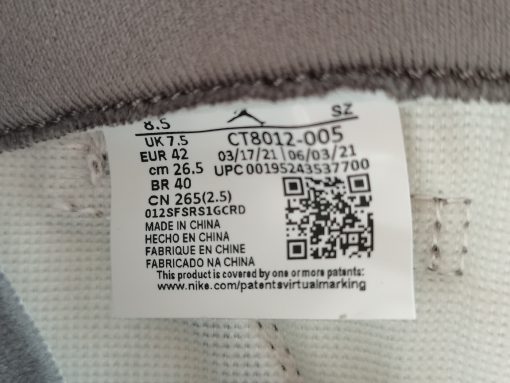 8.5 SZ
UK 7.5 CT8012-005
EUR 42 03/17/21 06/03/21
cm 26.5 UPC 00195243537700
BR 40
CN 265(2.5)
012SFSRS1GCRD
MADE IN CHINA
HECHO EN CHINA
FABRIQUE EN CHINE
FABRICADO NA CHINA
This product is covered by one or more patents:
www.nike.com/patentsvirtualmarking